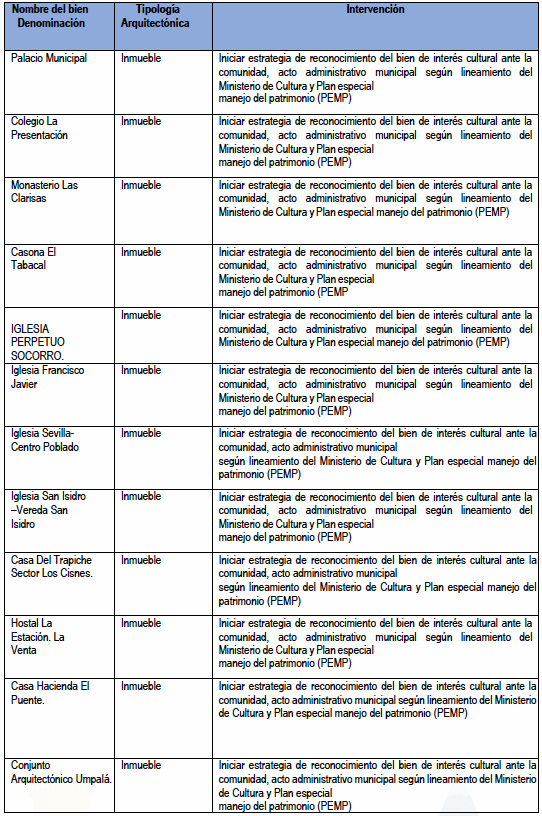 Nombre del bien Denominación
Tipología Arquitectónica
Intervención
Palacio Municipal
Inmueble
Iniciar estrategia de reconocimiento del bien de interés cultural ante la
comunidad, acto administrativo municipal según lineamiento del
Ministerio de Cultura y Plan especial
manejo del patrimonio (PEMP)
Colegio La
Presentación
Inmueble
Iniciar estrategia de reconocimiento del bien de interés cultural ante la
comunidad, acto administrativo municipal según lineamiento del
Ministerio de Cultura y Plan especial
manejo del patrimonio (PEMP)
Monasterio Las
Clarisas
Inmueble
Iniciar estrategia de reconocimiento del bien de interés cultural ante la
comunidad, acto administrativo municipal según lineamiento del
Ministerio de Cultura y Plan especial manejo del patrimonio (PEMP)
Casona El
Tabacal
Inmueble
Iniciar estrategia de reconocimiento del bien de interés cultural ante la
comunidad, acto administrativo municipal según lineamiento del
Ministerio de Cultura y Plan especial
manejo del patrimonio (PEMP
IGLESIA
PERPETUO
SOCORRO.
Inmueble
Iniciar estrategia de reconocimiento del bien de interés cultural ante la
comunidad, acto administrativo municipal según lineamiento del
Ministerio de Cultura y Plan especial manejo del patrimonio (PEMP)
Iglesia Francisco
Javier
Inmueble
Iniciar estrategia de reconocimiento del bien de interés cultural ante la
comunidad, acto administrativo municipal según lineamiento del
Ministerio de Cultura y Plan especial
manejo del patrimonio (PEMP)
Iglesia Sevilla-
Centro Poblado
Inmueble
Iniciar estrategia de reconocimiento del bien de interés cultural ante la
comunidad, acto administrativo municipal
según lineamiento del Ministerio de Cultura y Plan especial manejo del
patrimonio (PEMP)
Iglesia San Isidro
–Vereda San
Isidro
Inmueble
Iniciar estrategia de reconocimiento del bien de interés cultural ante la
comunidad, acto administrativo municipal según lineamiento del
Ministerio de Cultura y Plan especial
manejo del patrimonio (PEMP)
Casa Del Trapiche
Sector Los Cisnes.
Inmueble
Iniciar estrategia de reconocimiento del bien de interés cultural ante la
comunidad, acto administrativo municipal
según lineamiento del Ministerio de Cultura y Plan especial manejo del
patrimonio (PEMP)
Hostal La
Estación. La
Venta
Inmueble
Iniciar estrategia de reconocimiento del bien de interés cultural ante la
comunidad, acto administrativo municipal según lineamiento del
Ministerio de Cultura y Plan especial
manejo del patrimonio (PEMP)
Casa Hacienda El
Puente.
Inmueble
Iniciar estrategia de reconocimiento del bien de interés cultural ante la
comunidad, acto administrativo municipal según lineamiento del Ministerio
de Cultura y Plan especial manejo del patrimonio (PEMP)
Conjunto
Arquitectónico Umpalá.
Inmueble
Iniciar estrategia de reconocimiento del bien de interés cultural ante la
comunidad, acto administrativo municipal según lineamiento del Ministerio
de Cultura y Plan especial
manejo del patrimonio (PEMP)